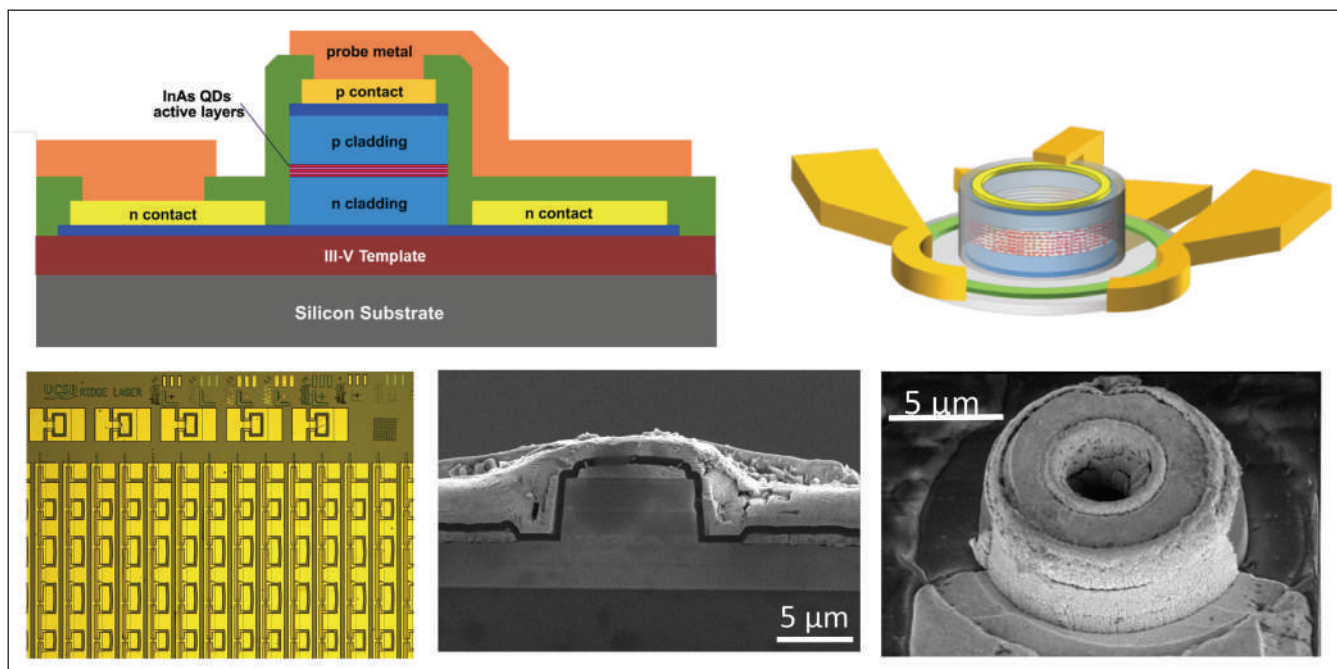 probe metal
p contact
InAs QDs
active layers
p cladding
n cladding
n contact
n contact
III-V Template
Silicon Substrate
UCSB RIDGE LASER
5 μm
5 μm